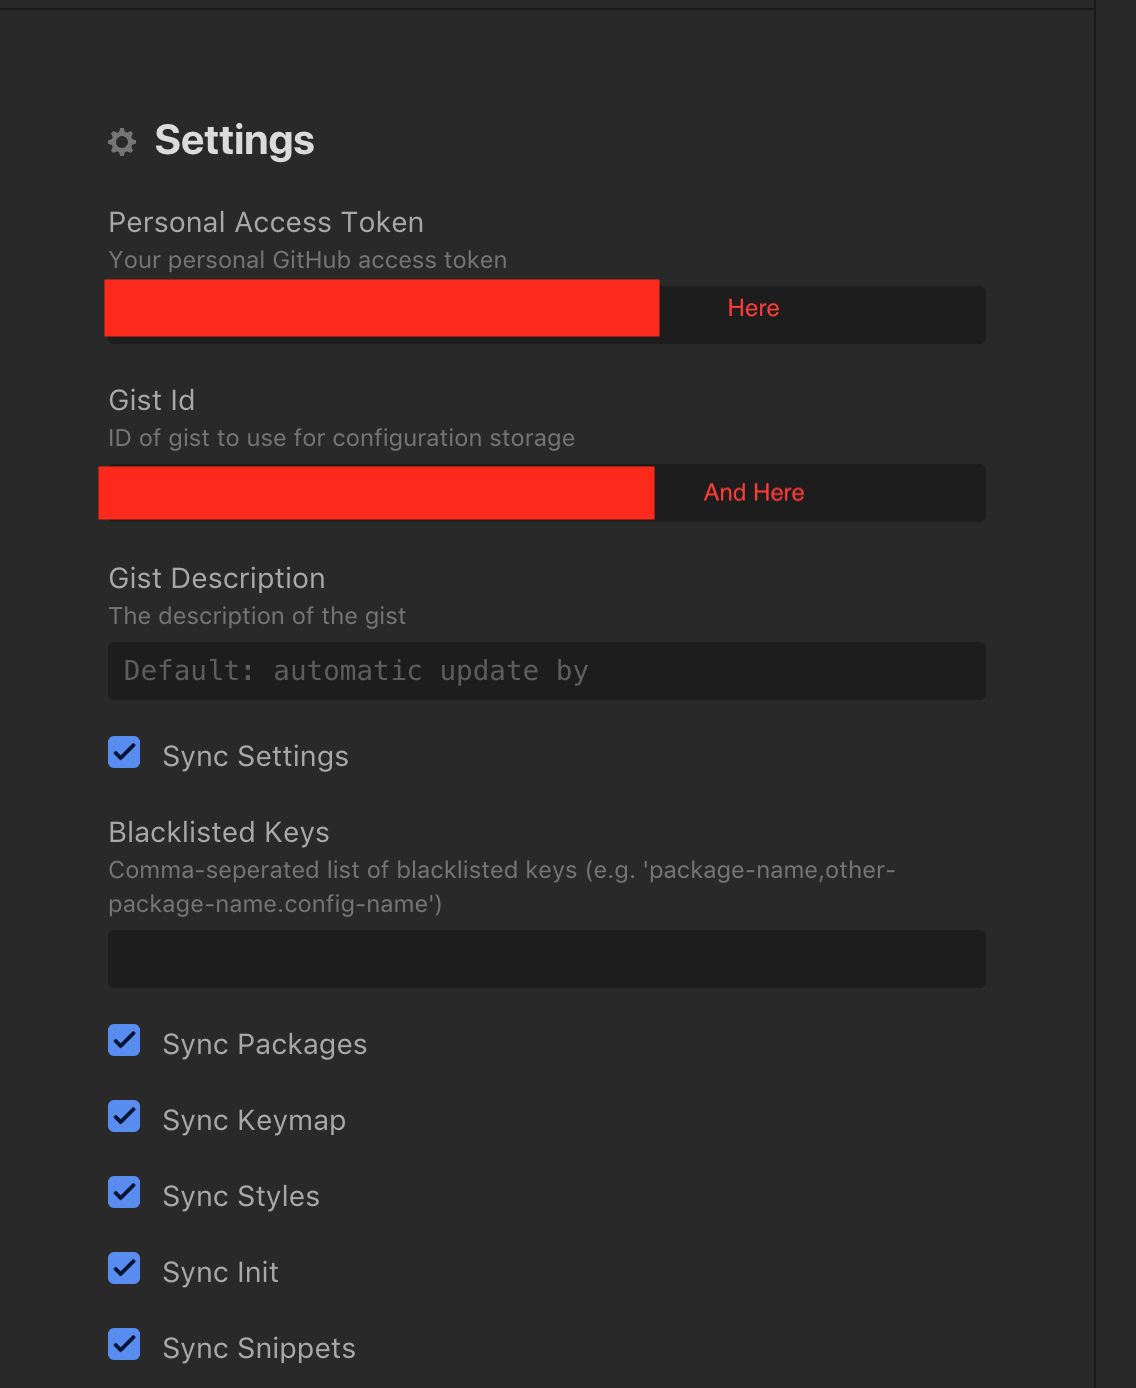 Settings
Personal Access Token
Your personal GitHub access token
Here
Gist Id
ID of gist to use for configuration storage
And Here
Gist Description
The description of the gist
Default: automatic update by
Sync Settings
Blacklisted Keys
Comma-seperated list of blacklisted keys (e.g. 'package-name,other-
package-name.config-name')
Sync Packages
Sync Keymap
Sync Styles
Sync Init
Sync Snippets